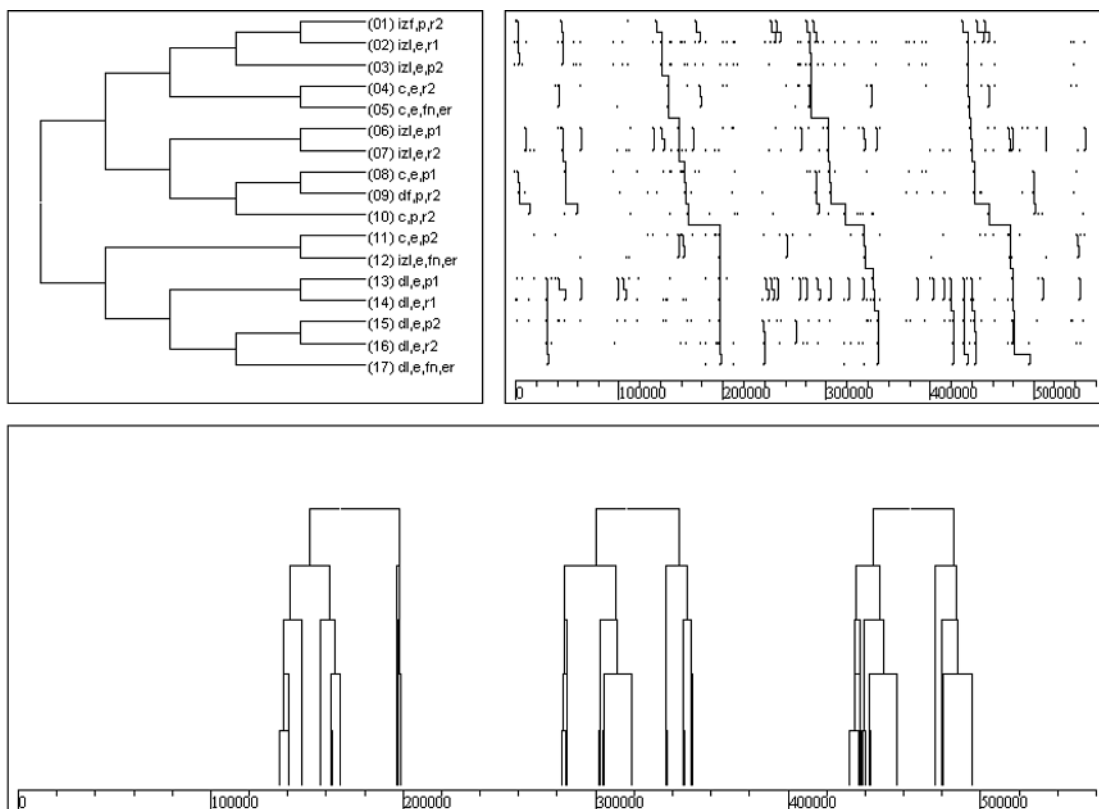 (01) izf,p,r2
(02) izl,e,r1
(03) izl,e,p2
(04) c,e,r2
(05) c,e,fn,er
(06) izl,e,p1
(07) izl,e,r2
(08) c,e,p1
(09) df,p,r2
(10) c,p,r2
(11) c,e,p2
(12) izl,e,fn,er
(13) dl,e,p1
(14) dl,e,r1
(15) dl,e,p2
(16) dl,e,r2
(17) dl,e,fn,er
0 100000 200000 300000 400000 500000
0 100000 200000 300000 400000 500000